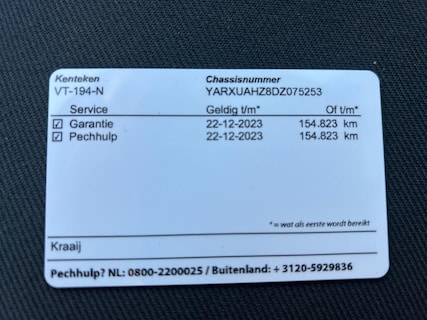 Kenteken Chassisnummer
VT-194-N YARXUAHZ8DZ075253
Service Geldig t/m* Of t/m*
☑ Garantie 22-12-2023 154.823 km
☑ Pechhulp 22-12-2023 154.823 km
* = wat als eerste wordt bereikt
Kraaij
Pechhulp? NL: 0800-2200025 / Buitenland: + 3120-5929836